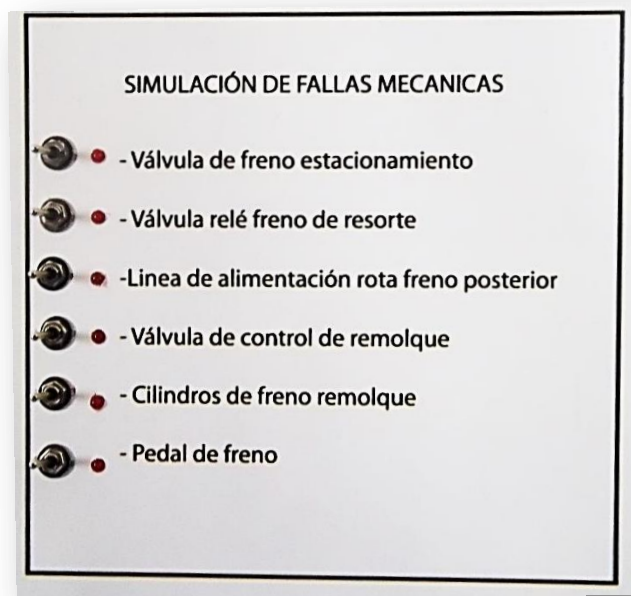 SIMULACIÓN DE FALLAS MECANICAS
- Válvula de freno estacionamiento
- Válvula relé freno de resorte
-Linea de alimentación rota freno posterior
- Válvula de control de remolque
- Cilindros de freno remolque
- Pedal de freno